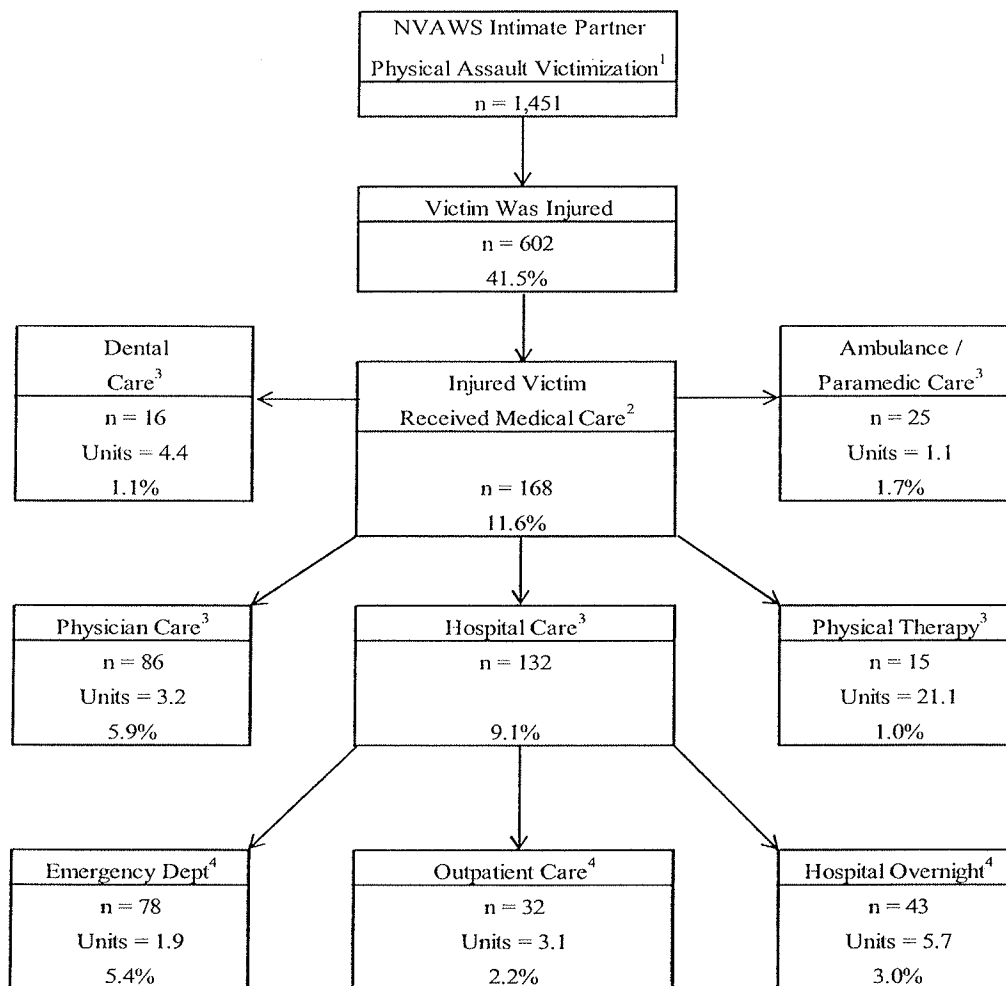 NVAWS Intimate Partner
Physical Assault Victimization1
n = 1,451
Victim Was Injured
n = 602
41.5%
Dental
Care3
n = 16
Units = 4.4
1.1%
Injured Victim
Received Medical Care2
n = 168
11.6%
Ambulance /
Paramedic Care3
n = 25
Units = 1.1
1.7%
Physician Care3
n = 86
Units = 3.2
5.9%
Hospital Care3
n = 132
9.1%
Physical Therapy3
n = 15
Units = 21.1
1.0%
Emergency Dept4
n = 78
Units = 1.9
5.4%
Outpatient Care4
n = 32
Units = 3.1
2.2%
Hospital Overnight4
n = 43
Units = 5.7
3.0%